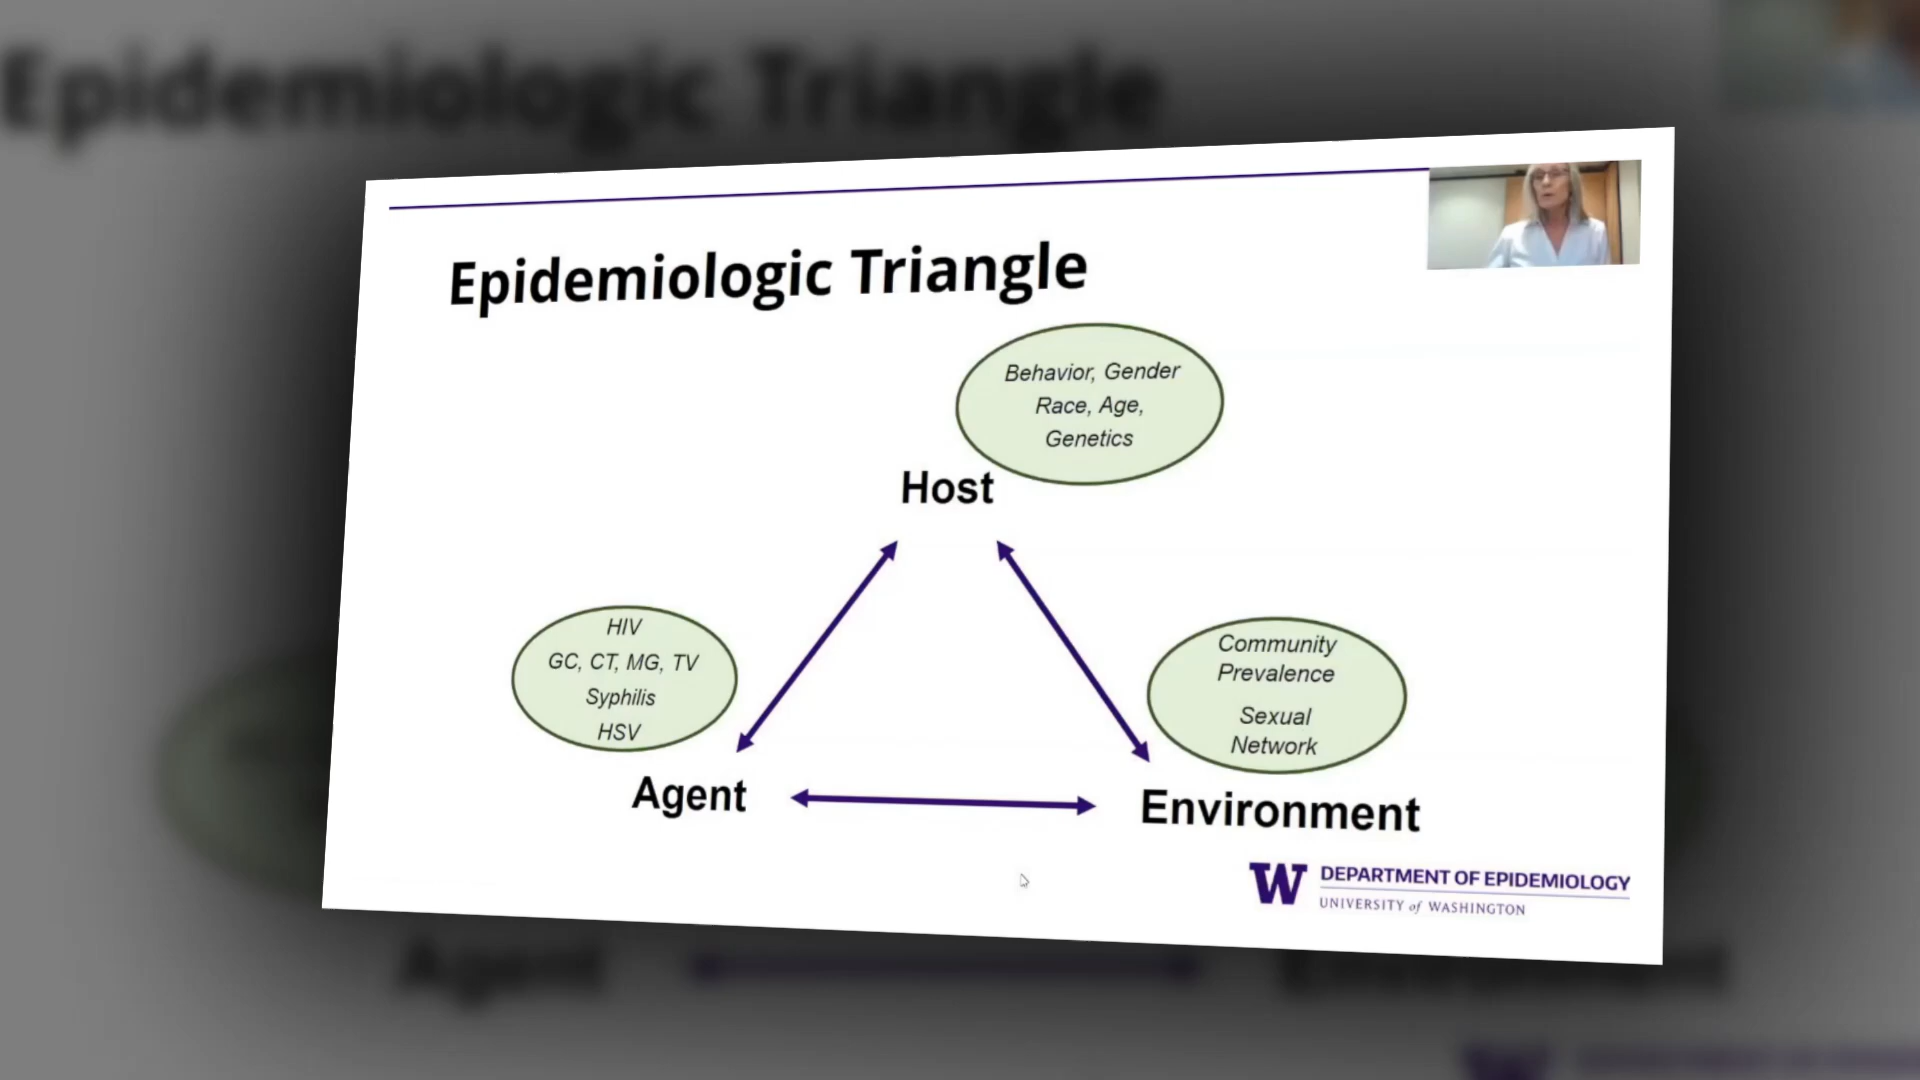 Epidemiologic Triangle
Behavior, Gender
Race, Age,
Genetics
Host
HIV
GC, CT, MG, TV
Syphilis
HSV
Agent
Community
Prevalence
Sexual
Network
Environment
W
DEPARTMENT OF EPIDEMIOLOGY
UNIVERSITY of WASHINGTON